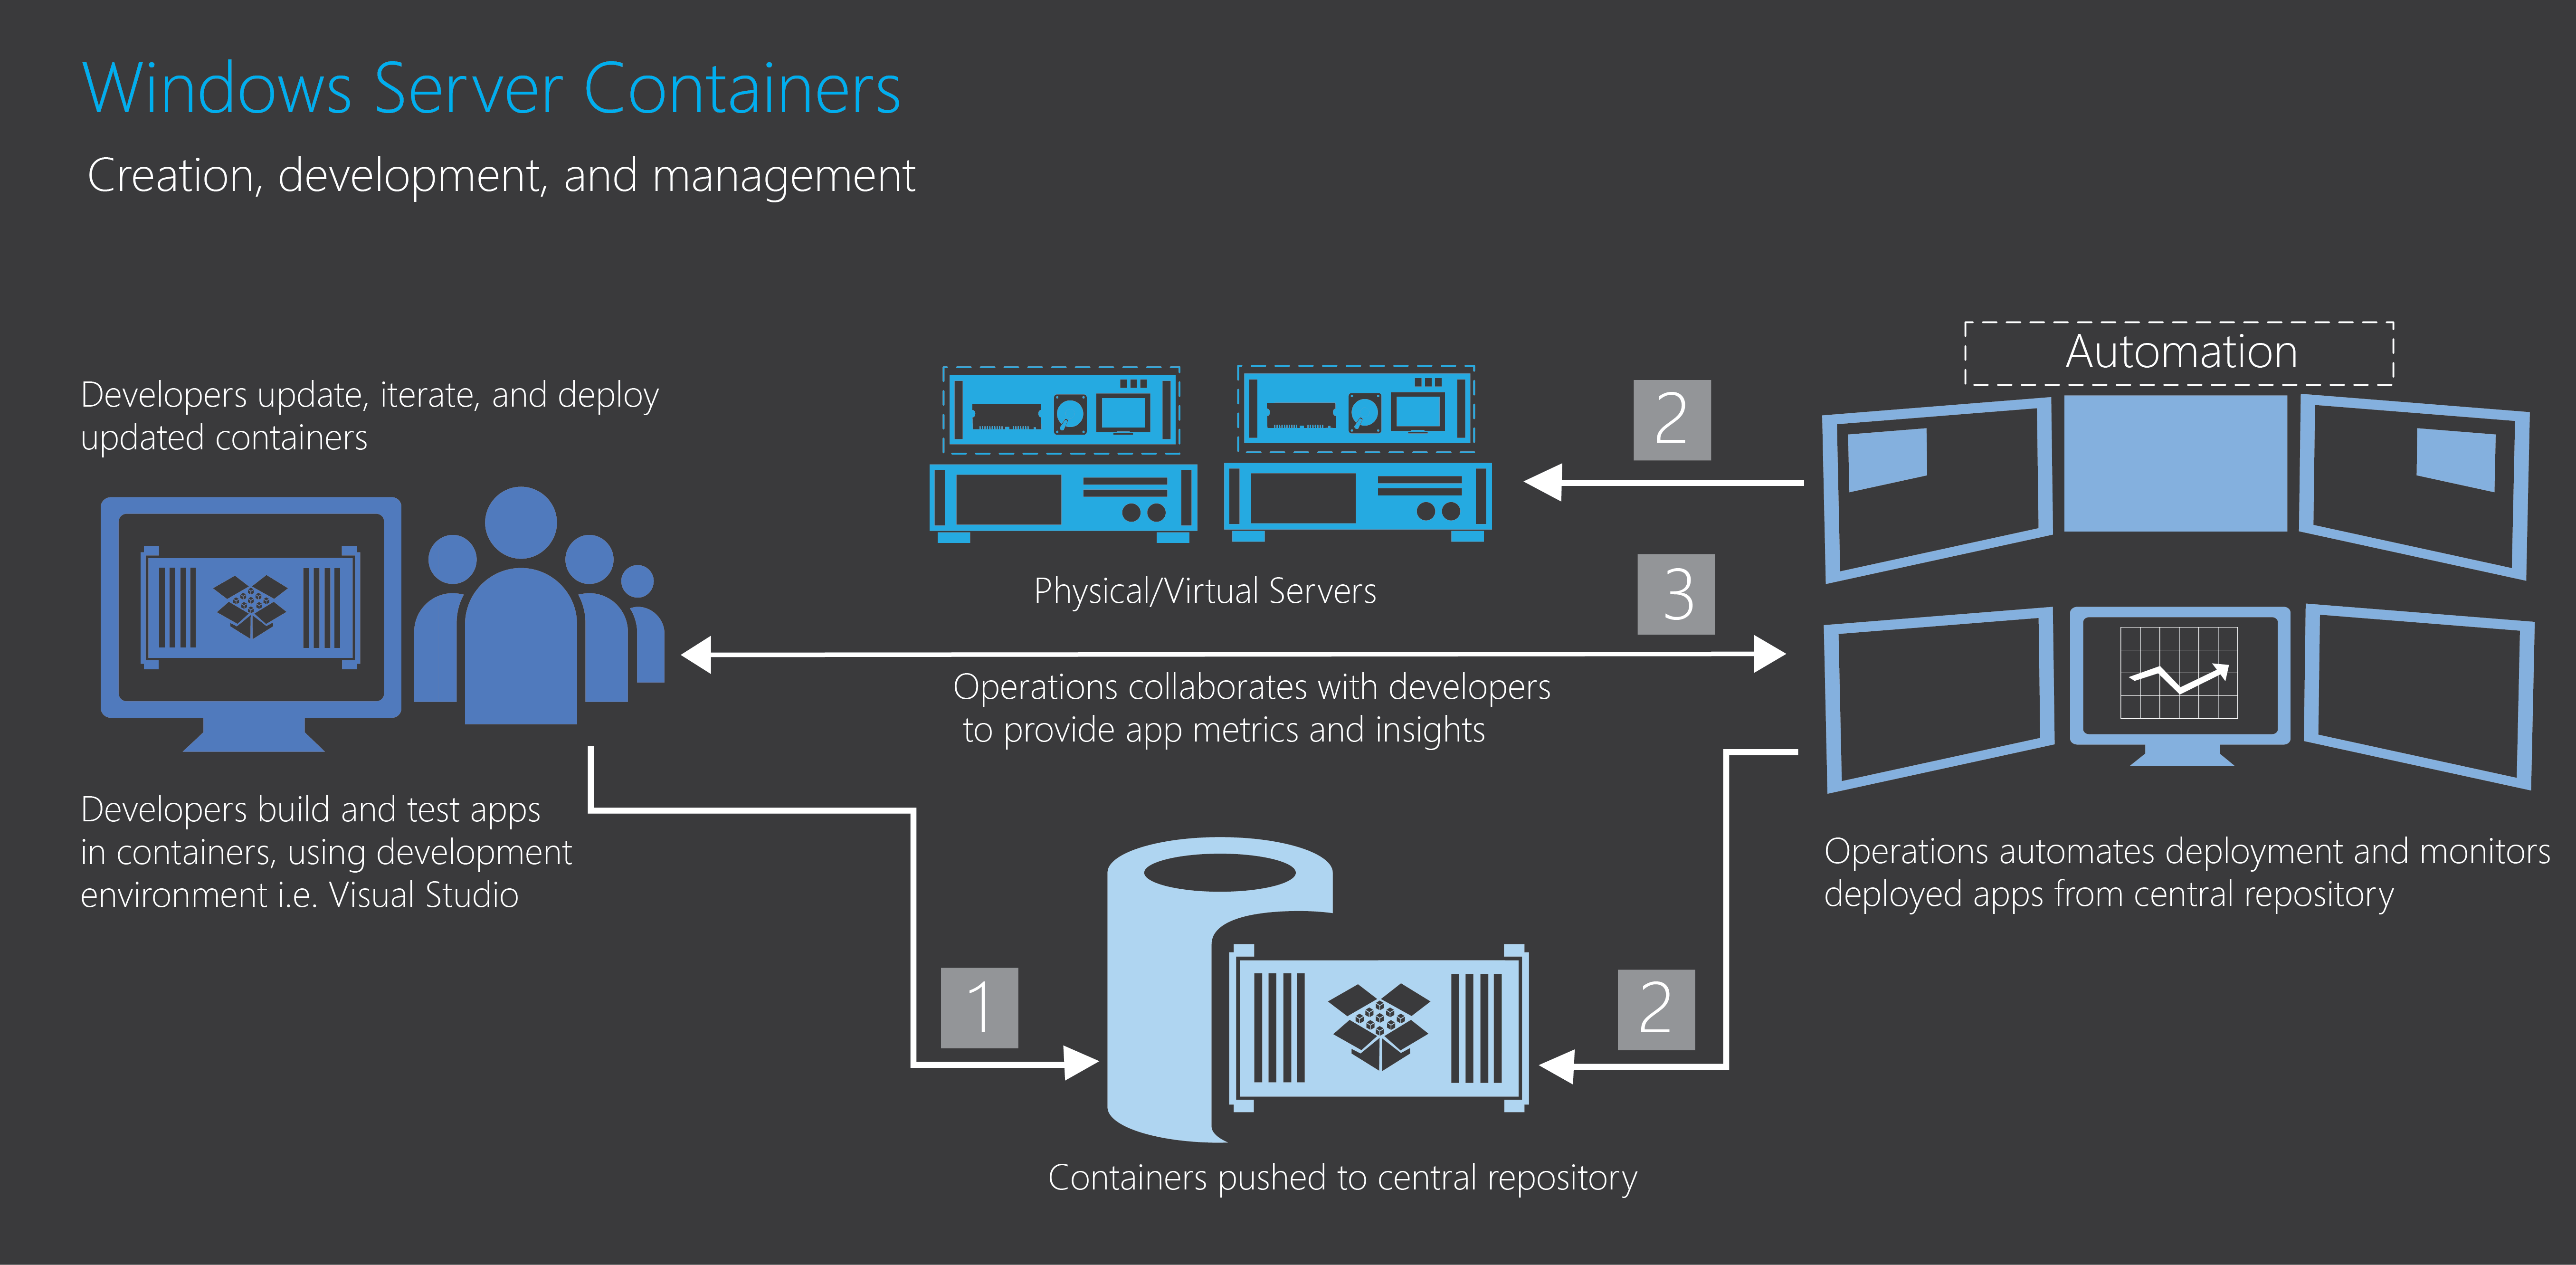 Windows Server Containers
Creation, development, and management
Automation
Developers update, iterate, and deploy
updated containers
2
3
Physical/Virtual Servers
Operations collaborates with developers
to provide app metrics and insights
Developers build and test apps
in containers, using development
environment i.e. Visual Studio
Operations automates deployment and monitors
deployed apps from central repository
1
2
Containers pushed to central repository